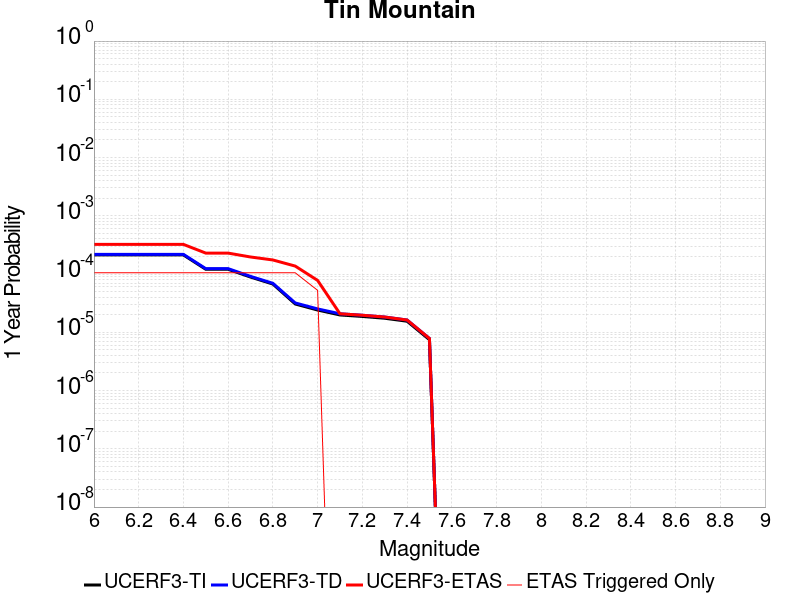 Tin Mountain
10^0
10^-1
10^-2
10^-3
10^-4
10^-5
10^-6
10^-7
10^-8
1 Year Probability
6 6.2 6.4 6.6 6.8 7 7.2 7.4 7.6 7.8 8 8.2 8.4 8.6 8.8 9
Magnitude
UCERF3-TI UCERF3-TD UCERF3-ETAS ETAS Triggered Only